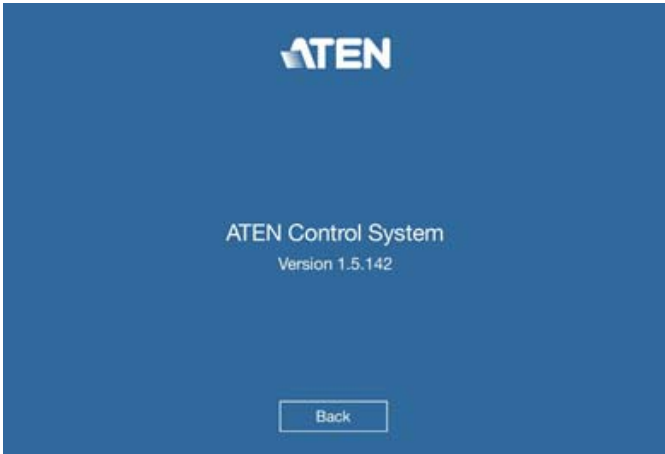 ATEN
ATEN Control System
Version 1.5.142
Back